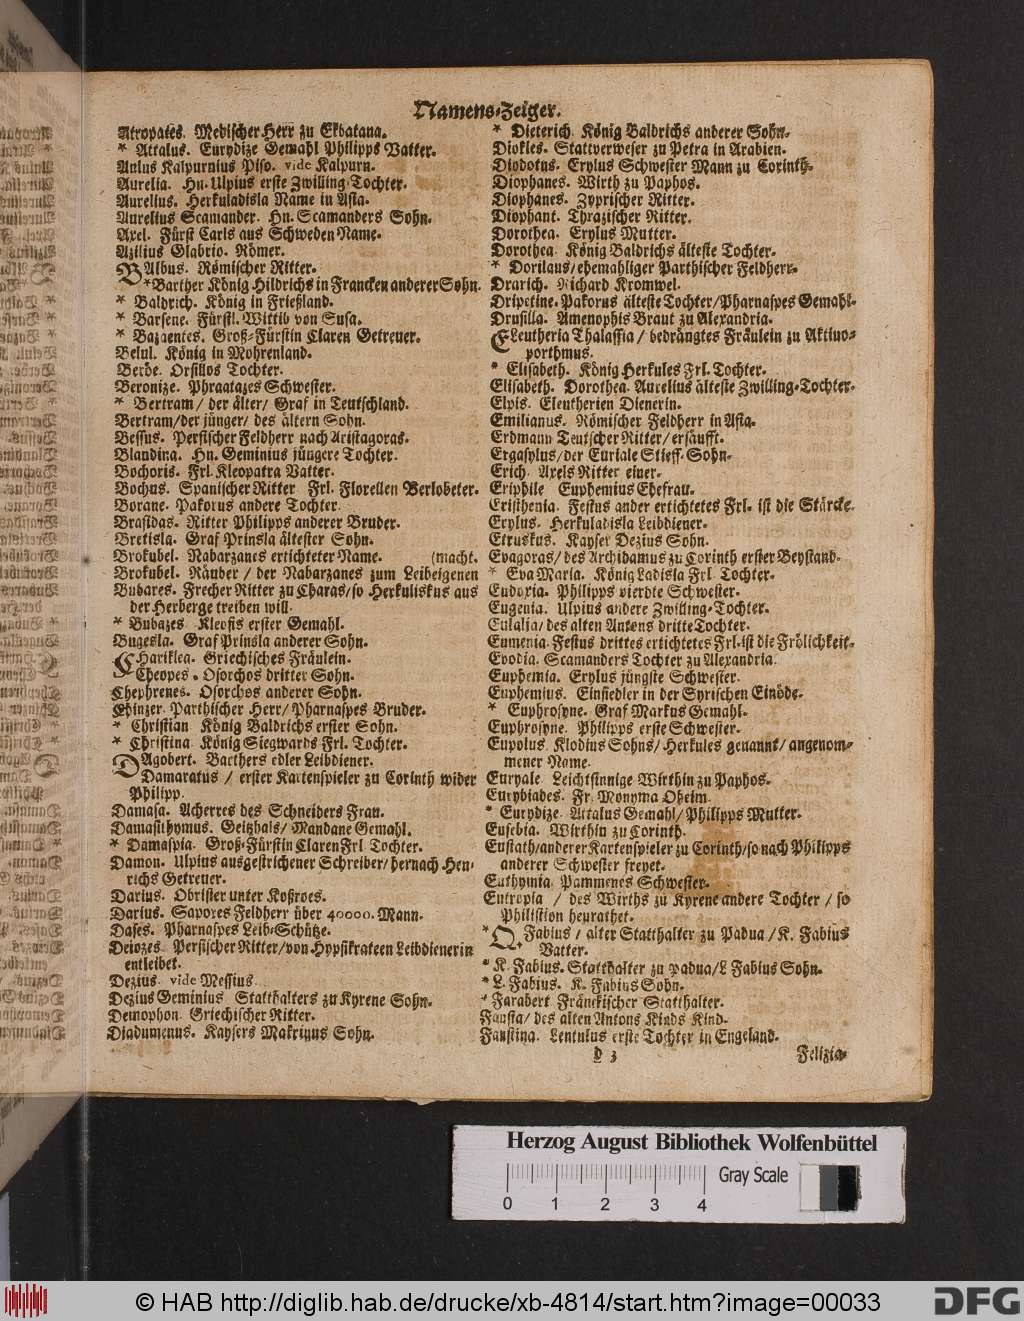 Namens-Zeiger.
Atropates. Medischer Herr zu Ekbatana.
* Attalus. Eurydize Gemahl Philipps Vatter.
Aulus Kalpurnius Piso. vide Kalpurn.
Aurelia. Hn. Ulpius erste Zwilling-Tochter.
Aurelius. Herkuladisla Name in Asta.
Aurelius Scamander. Hn. Scamanders Sohn.
Axel. Fürst Carls aus Schweden Name.
Azilius Glabrio. Römer.
BAlbus. Römischer Ritter.
*Barther König Hildrichs in Francken anderer Sohn.
* Baldrich. König in Frießland.
* Barsene. Fürstl. Wittib von Susa.
* Bazaentes. Groß-Fürstin Claren Getreuer.
Belul. König in Mohrenland.
Berde. Orsillos Tochter.
Beronize. Phraatazes Schwester.
* Bertram / der älter / Graf in Teutschland.
Bertram/der jünger/ des ältern Sohn.
Bessus. Persischer Feldherr nach Aristagoras.
Blandina. Hn. Geminius jüngere Tochter.
Bochoris. Frl. Kleopatra Vatter.
Bochus. Spanischer Ritter Frl. Florellen Verlobeter.
Borane. Pakorus andere Tochter.
Brasidas. Ritter Philipps anderer Bruder.
Bretisla. Graf Prinsla ältester Sohn.
Brokubel. Nabarzanes ertichteter Name. (macht.
Brokubel. Räuber / der Nabarzanes zum Leibeigenen
Bubares. Frecher Ritter zu Charas/so Herkuliskus aus
der Herberge treiben will.
* Bubazes. Kleofis erster Gemahl.
Bugesla. Graf Prinsla anderer Sohn.
CHariklea. Griechisches Fräulein.
Cheopes. Osorchos dritter Sohn.
Chephrenes. Osorchos anderer Sohn.
Chinzer. Parthischer Herr/ Pharnaspes Bruder.
* Christian König Baldrichs erster Sohn.
* Christina König Siegwards Frl. Tochter.
DAgobert. Barthers edler Leibdiener.
Damaratus / erster Kartenspieler zu Corinth wider
Philipp.
Damasa. Acherres des Schneiders Frau.
Damasithymus. Geitzhals/ Mandane Gemahl.
* Damaspia. Groß-Fürstin Claren Frl Tochter.
Damon. Ulpius ausgestrichener Schreiber/ hernach Hen-
richs Getreuer.
Darius. Obrister unter Koßroes.
Darius. Sapores Feldherr über 40000. Mann.
Dases. Pharnaspes Leib-Schütze.
Deiozes. Persischer Ritter/von Hypsikrateen Leibdienerin
entleibet.
Dezius. vide Messius.
Dezius Geminius Statthalters zu Kyrene Sohn.
Demophon. Griechischer Ritter.
Diadumenus. Kaysers Makrinus Sohn.
* Dieterich. König Baldrichs anderer Sohn.
Diokles. Stattverweser zu Petra in Arabien.
Diodotus. Erylus Schwester Mann zu Corinth.
Diophanes. Wirth zu Paphos.
Diophanes. Zyprischer Ritter.
Diophant. Thrazischer Ritter.
Dorothea. Erylus Mutter.
Dorothea. König Baldrichs älteste Tochter.
* Dorilaus/ehemahliger Parthischer Feldherr.
Drarich. Richard Kromwel.
Dripetine. Pakorus älteste Tochter/Pharnaspes Gemahl.
Drusilla. Amenophis Braut zu Alexandria.
ELeutheria Thalassia / bedrängtes Fräulein zu Aktivo-
porthmus.
* Elisabeth. König Herkules Frl. Tochter.
Elisabeth. Dorothea. Aurelius älteste Zwilling-Tochter.
Elpis. Eleutherien Dienerin.
Emilianus. Römischer Feldherr in Asta.
Erdmann Teutscher Ritter/ ersäufft.
Ergasylus/der Euriale Stieff-Sohn.
Erich. Axels Ritter einer.
Eriphile Euphemius Ehefrau.
Eristhenia. Festus ander ertichtetes Frl. ist die Stärcke.
Erylus. Herkuladisla Leibdiener.
Etruskus. Kayser Dezius Sohn.
Evagoras/ des Archidamus zu Corinth erster Beystand.
* Eva Maria. König Ladisla Frl Tochter.
Eudoxia. Philipps vierdte Schwester.
Eugenia. Ulpius andere Zwilling-Tochter.
Eulalia/ des alten Antons dritte Tochter.
Eumenia. Festus drittes ertichtetes Frl. ist die Frölichkeit.
Evodia. Scamanders Tochter zu Alexandria.
Euphemia. Erylus jüngste Schwester.
Euphemius. Einsiedler in der Syrischen Einöde.
* Euphrosyne. Graf Markus Gemahl.
Euphrosyne. Philipps erste Schwester.
Eupolus. Klodius Sohns/ Herkules genannt/ angenom-
mener Name.
Euryale. Leichtsinnige Wirthin zu Paphos.
Eurybiades. Fr. Monyma Oheim.
* Eurydize. Attalus Gemahl/ Philipps Mutter.
Eusebia. Wirthin zu Corinth.
Eustath/anderer Kartenspieler zu Corinth/so nach Philipps
anderer Schwester freyet.
Euthymia Pammenes Schwester.
Eutropia / des Wirths zu Kyrene andere Tochter / so
Philistion heurathet.
* Q. Fabius / alter Statthalter zu Padua / K. Fabius
Vatter.
* K. Fabius. Statthalter zu Padua/L Fabius Sohn.
* L. Fabius. K. Fabius Sohn.
* Farabert Fränckischer Statthalter.
Fausta/ des alten Antons Kinds Kind.
Faustina. Lentulus erste Tochter in Engeland.
d 3
Felizia
Herzog August Bibliothek Wolfenbüttel
Gray Scale
0 1 2 3 4
© HAB http://diglib.hab.de/drucke/xb-4814/start.htm?image=00033
DFG